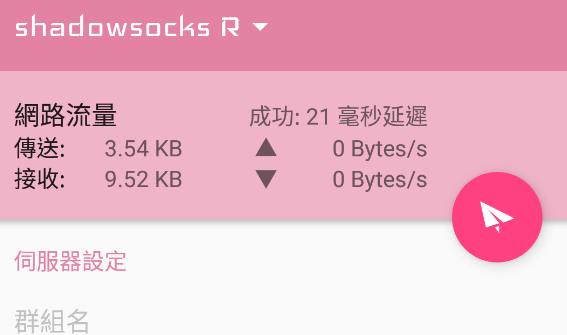 shadowsocks R
網路流量 成功: 21 毫秒延遲
傳送: 3.54 KB ▲ 0 Bytes/s
接收: 9.52 KB ▼ 0 Bytes/s
伺服器設定
群組名